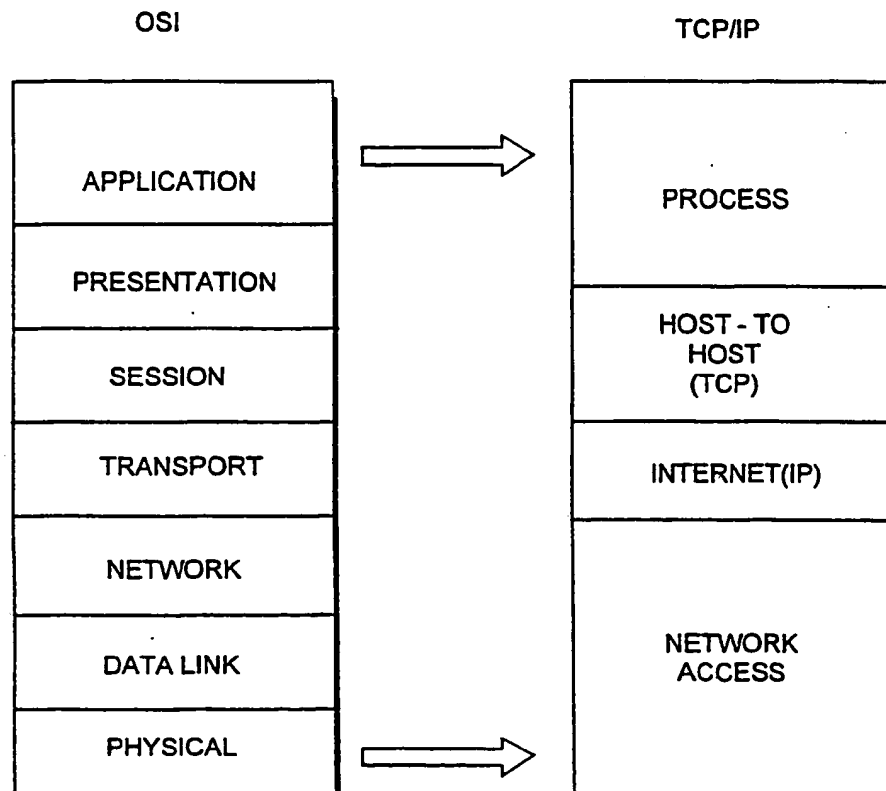 OSI
TCP/IP
APPLICATION
PRESENTATION
SESSION
TRANSPORT
NETWORK
DATA LINK
PHYSICAL
PROCESS
HOST - TO
HOST
(TCP)
INTERNET(IP)
NETWORK
ACCESS